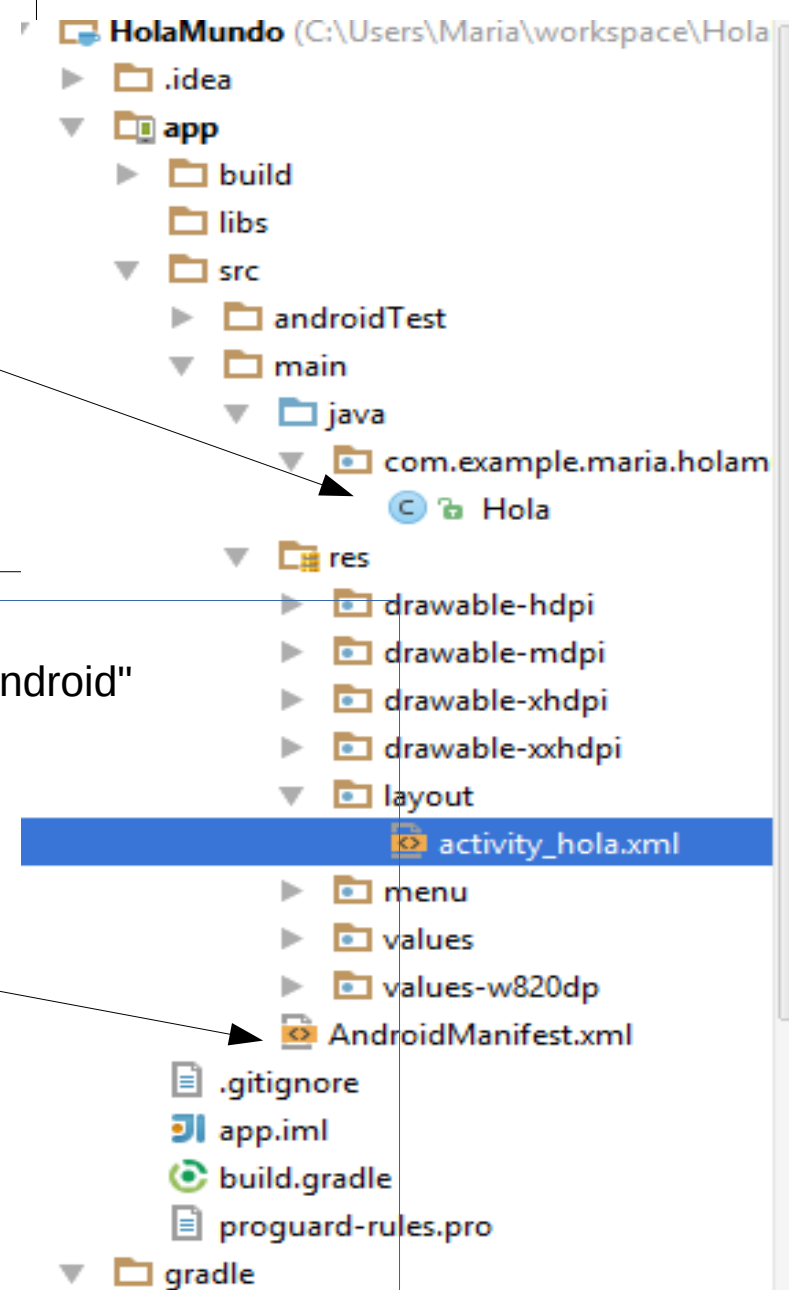 HolaMundo (C:\Users\Maria\workspace\Hola
.idea
app
build
libs
src
androidTest
main
java
com.example.maria.holam
C Hola
res
drawable-hdpi
drawable-mdpi
ndroid"
drawable-xhdpi
drawable-xxhdpi
layout
activity_hola.xml
menu
values
values-w820dp
AndroidManifest.xml
.gitignore
app.iml
build.gradle
proguard-rules.pro
gradle